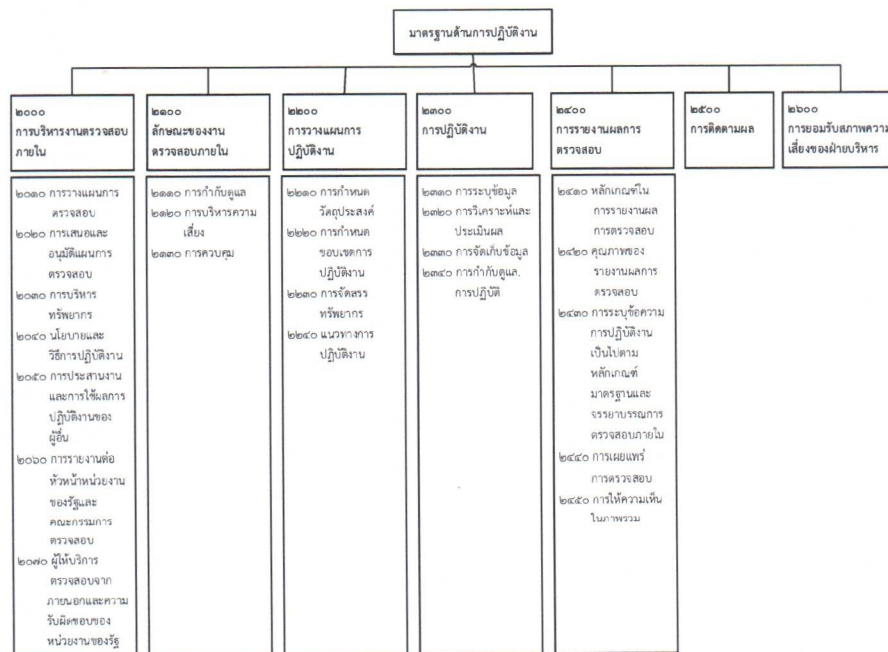 มาตรฐานด้านการปฏิบัติงาน
๒๐๐๐
การบริหารงานตรวจสอบ
ภายใน
๒๑๐๐
ลักษณะของงาน
ตรวจสอบภายใน
๒๒๐๐
การวางแผนการ
ปฏิบัติงาน
๒๓๐๐
การปฏิบัติงาน
๒๔๐๐
การรายงานผลการ
ตรวจสอบ
๒๕๐๐
การติดตามผล
๒๖๐๐
การยอมรับสภาพความ
เสี่ยงของฝ่ายบริหาร
๒๐๑๐ การวางแผนการ
ตรวจสอบ
๒๐๒๐ การเสนอและ
อนุมัติแผนการ
ตรวจสอบ
๒๐๓๐ การบริหาร
ทรัพยากร
๒๐๔๐ นโยบายและ
วิธีการปฏิบัติงาน
๒๐๕๐ การประสานงาน
และการใช้ผลการ
ปฏิบัติงานของ
ผู้อื่น
๒๐๖๐ การรายงานต่อ
หัวหน้าหน่วยงาน
ของรัฐและ
คณะกรรมการ
ตรวจสอบ
๒๐๗๐ ผู้ให้บริการ
ตรวจสอบจาก
ภายนอกและความ
รับผิดชอบของ
หน่วยงานของรัฐ
๒๑๑๐ การกำกับดูแล
๒๑๒๐ การบริหารความ
เสี่ยง
๒๑๓๐ การควบคุม
๒๒๑๐ การกำหนด
วัตถุประสงค์
๒๒๒๐ การกำหนด
ขอบเขตการ
ปฏิบัติงาน
๒๒๓๐ การจัดสรร
ทรัพยากร
๒๒๔๐ แนวทางการ
ปฏิบัติงาน
๒๓๑๐ การระบุข้อมูล
๒๓๒๐ การวิเคราะห์และ
ประเมินผล
๒๓๓๐ การจัดเก็บข้อมูล
๒๓๔๐ การกำกับดูแล
การปฏิบัติ
๒๔๑๐ หลักเกณฑ์ใน
การรายงานผล
การตรวจสอบ
๒๔๒๐ คุณภาพของ
รายงานผลการ
ตรวจสอบ
๒๔๓๐ การระบุข้อความ
การปฏิบัติงาน
เป็นไปตาม
หลักเกณฑ์
มาตรฐานและ
จรรยาบรรณการ
ตรวจสอบภายใน
๒๔๔๐ การเผยแพร่
การตรวจสอบ
๒๔๕๐ การให้ความเห็น
ในภาพรวม